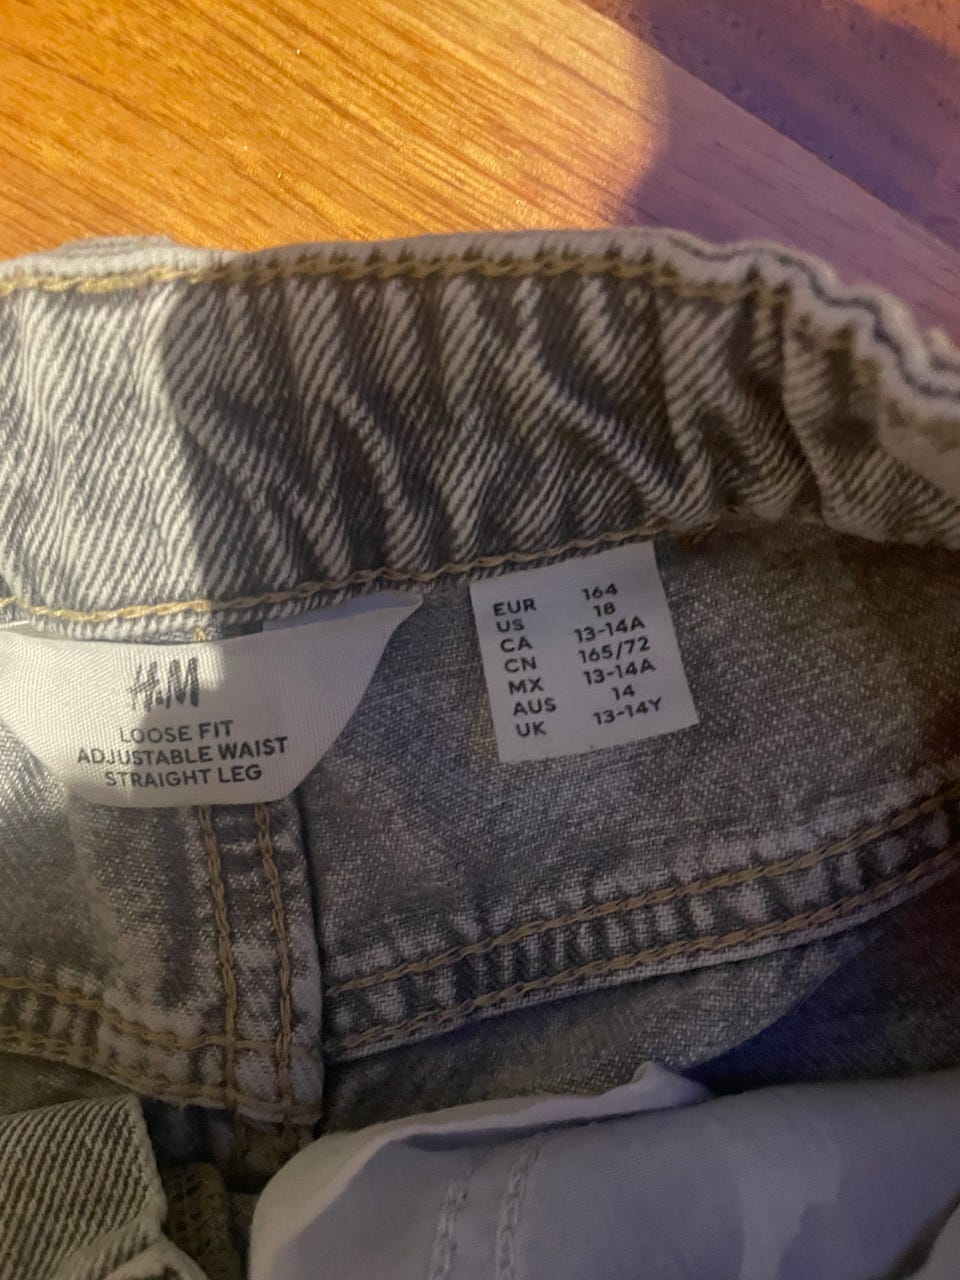 H&M
LOOSE FIT
ADJUSTABLE WAIST
STRAIGHT LEG
EUR 164
US 18
CA 13-14A
CN 165/72
MX 13-14A
AUS 14
UK 13-14Y